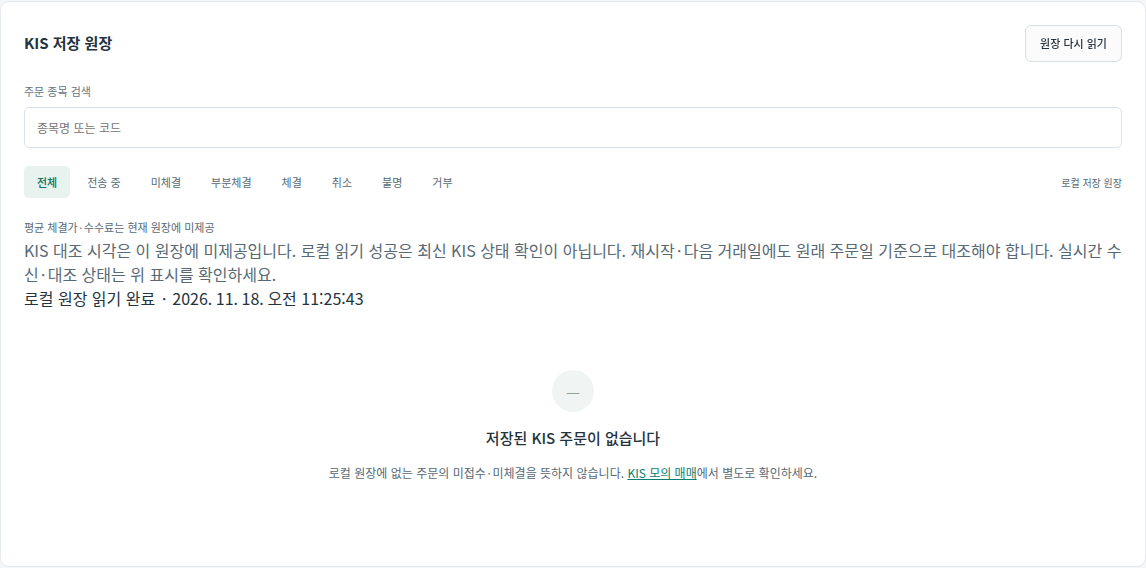 KIS 저장 원장
원장 다시 읽기
주문 종목 검색
종목명 또는 코드
전체 전송 중 미체결 부분체결 체결 취소 불명 거부
로컬 저장 원장
평균 체결가·수수료는 현재 원장에 미제공
KIS 대조 시각은 이 원장에 미제공입니다. 로컬 읽기 성공은 최신 KIS 상태 확인이 아닙니다. 재시작·다음 거래일에도 원래 주문일 기준으로 대조해야 합니다. 실시간 수
신·대조 상태는 위 표시를 확인하세요.
로컬 원장 읽기 완료 · 2026. 11. 18. 오전 11:25:43
—
저장된 KIS 주문이 없습니다
로컬 원장에 없는 주문의 미접수·미체결을 뜻하지 않습니다. KIS 모의 매매에서 별도로 확인하세요.